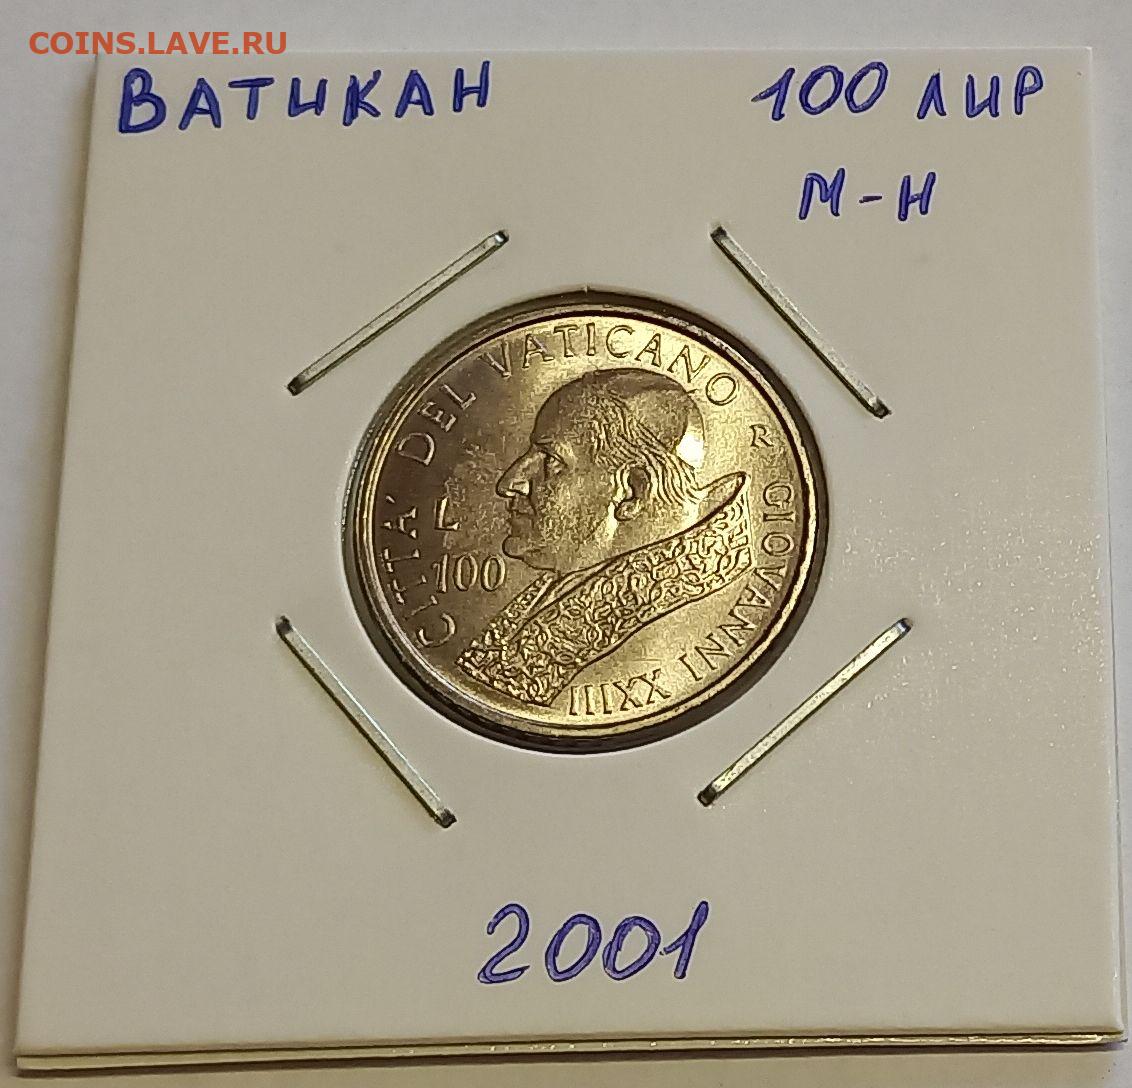 COINS.LAVE.RU
ВАТИКАН
100 ЛИР
М-Н
CITTA' DEL VATICANO
R
GIOVANNI XXIII
L
100
2001